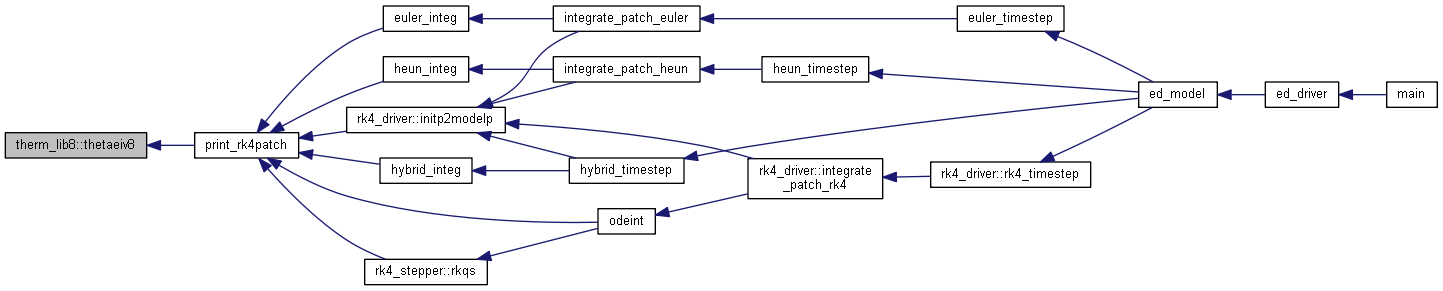 euler_integ
integrate_patch_euler
euler_timestep
heun_integ
integrate_patch_heun
heun_timestep
ed_model
ed_driver
main
rk4_driver::initp2modelp
therm_lib8::thetaeiv8
print_rk4patch
hybrid_integ
hybrid_timestep
rk4_driver::integrate
_patch_rk4
rk4_driver::rk4_timestep
odeint
rk4_stepper::rkqs